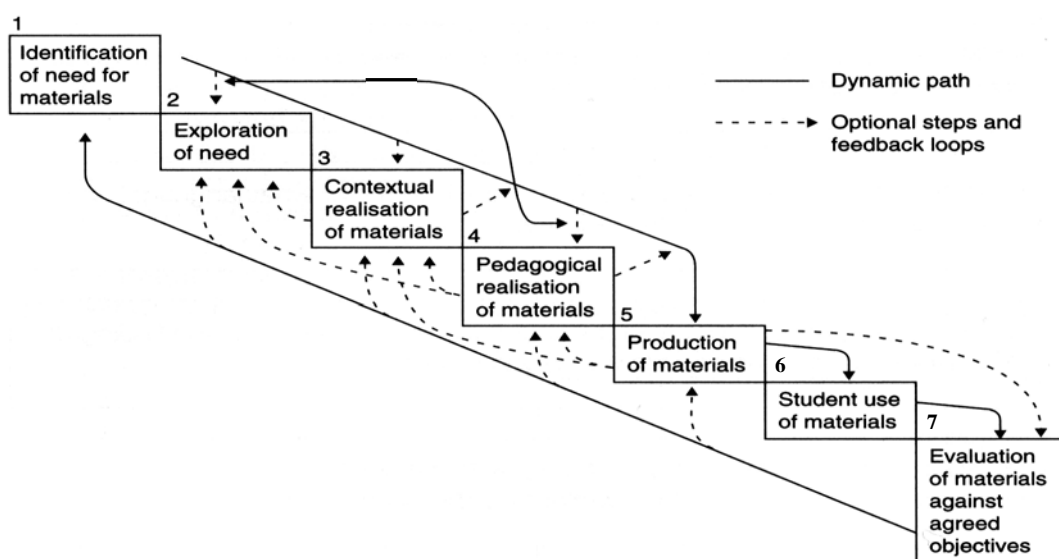 1
Identification
of need for
materials
2
Exploration
of need
3
Contextual
realisation
of materials
4
Pedagogical
realisation
of materials
5
Production
of materials
6
Student use
of materials
7
Evaluation
of materials
against
agreed
objectives
Dynamic path
Optional steps and
feedback loops